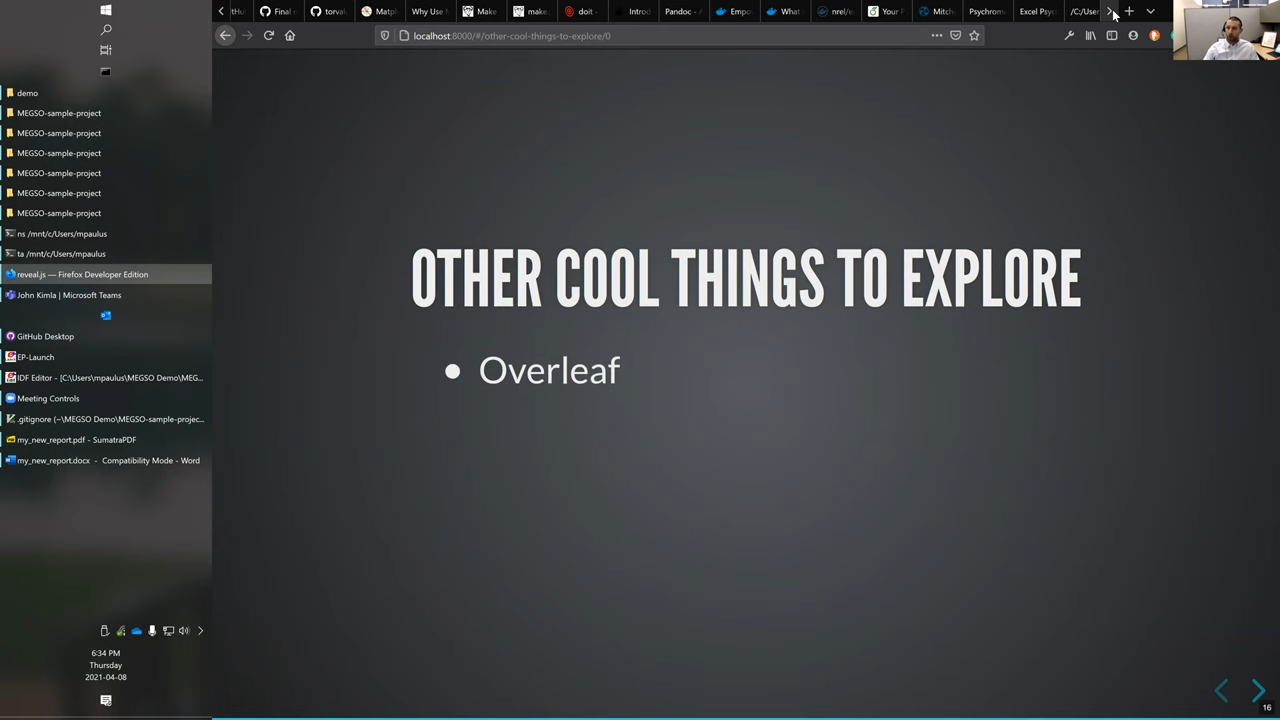 tHu
Final r
torval
Matpl
Why Use M
Make
make
doit -
Introd
Pandoc - A
Empo
What
nrel/e
Your P
Mitch
Psychrome
Excel Psyc
/C:/User
localhost:8000/#/other-cool-things-to-explore/0
demo
MEGSO-sample-project
MEGSO-sample-project
MEGSO-sample-project
MEGSO-sample-project
MEGSO-sample-project
MEGSO-sample-project
ns /mnt/c/Users/mpaulus
ta /mnt/c/Users/mpaulus
reveal.js — Firefox Developer Edition
John Kimla | Microsoft Teams
GitHub Desktop
EP-Launch
IDF Editor - [C:\Users\mpaulus\MEGSO Demo\MEG...
Meeting Controls
.gitignore (~\MEGSO Demo\MEGSO-sample-projec...
my_new_report.pdf - SumatraPDF
my_new_report.docx - Compatibility Mode - Word
6:34 PM
Thursday
2021-04-08
OTHER COOL THINGS TO EXPLORE
Overleaf
16